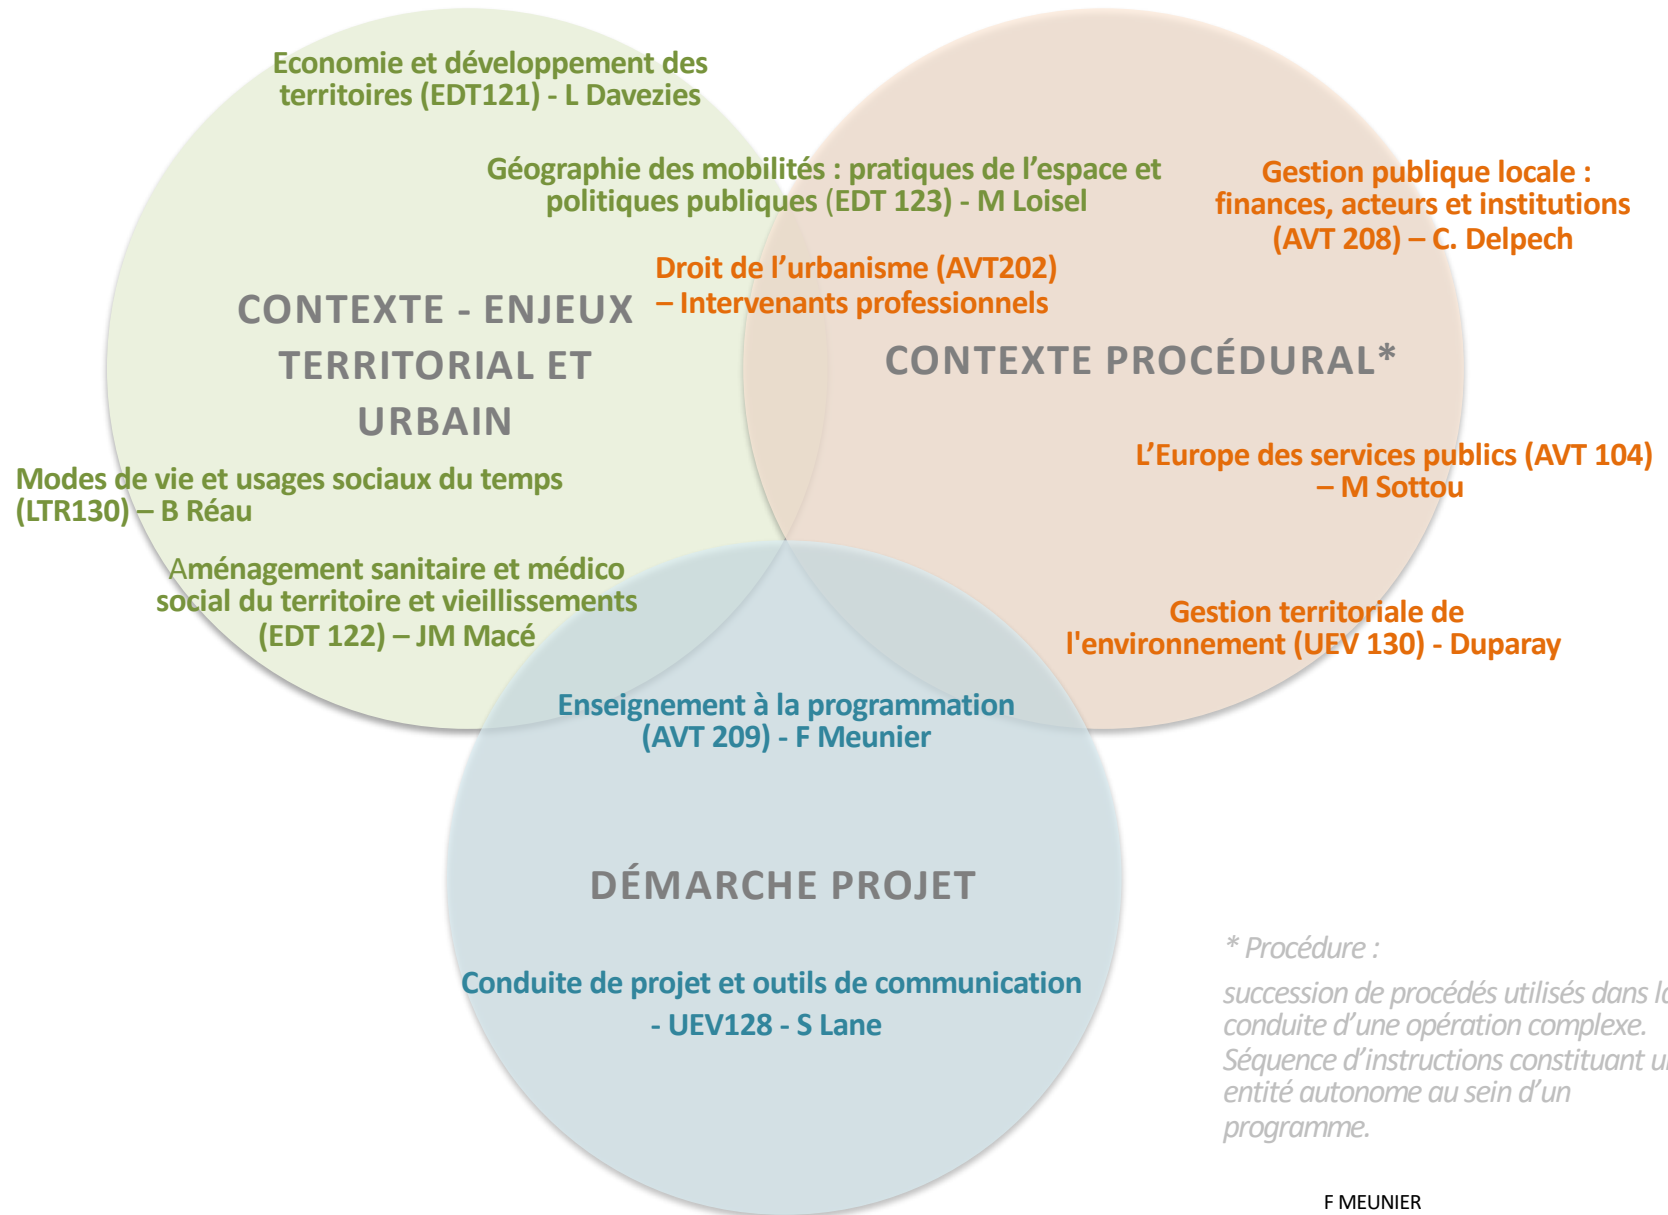 Economie et développement des
territoires (EDT121) - L Davezies
Géographie des mobilités : pratiques de l’espace et
politiques publiques (EDT 123) - M Loisel
Gestion publique locale :
finances, acteurs et institutions
(AVT 208) – C. Delpech
Droit de l’urbanisme (AVT202)
– Intervenants professionnels
CONTEXTE - ENJEUX
TERRITORIAL ET
URBAIN
CONTEXTE PROCÉDURAL*
Modes de vie et usages sociaux du temps
(LTR130) – B Réau
L’Europe des services publics (AVT 104)
– M Sottou
Aménagement sanitaire et médico
social du territoire et vieillissements
(EDT 122) – JM Macé
Gestion territoriale de
l'environnement (UEV 130) - Duparay
Enseignement à la programmation
(AVT 209) - F Meunier
DÉMARCHE PROJET
Conduite de projet et outils de communication
- UEV128 - S Lane
* Procédure :
succession de procédés utilisés dans
conduite d’une opération complexe.
Séquence d’instructions constituant
entité autonome au sein d’un
programme.
F MEUNIER